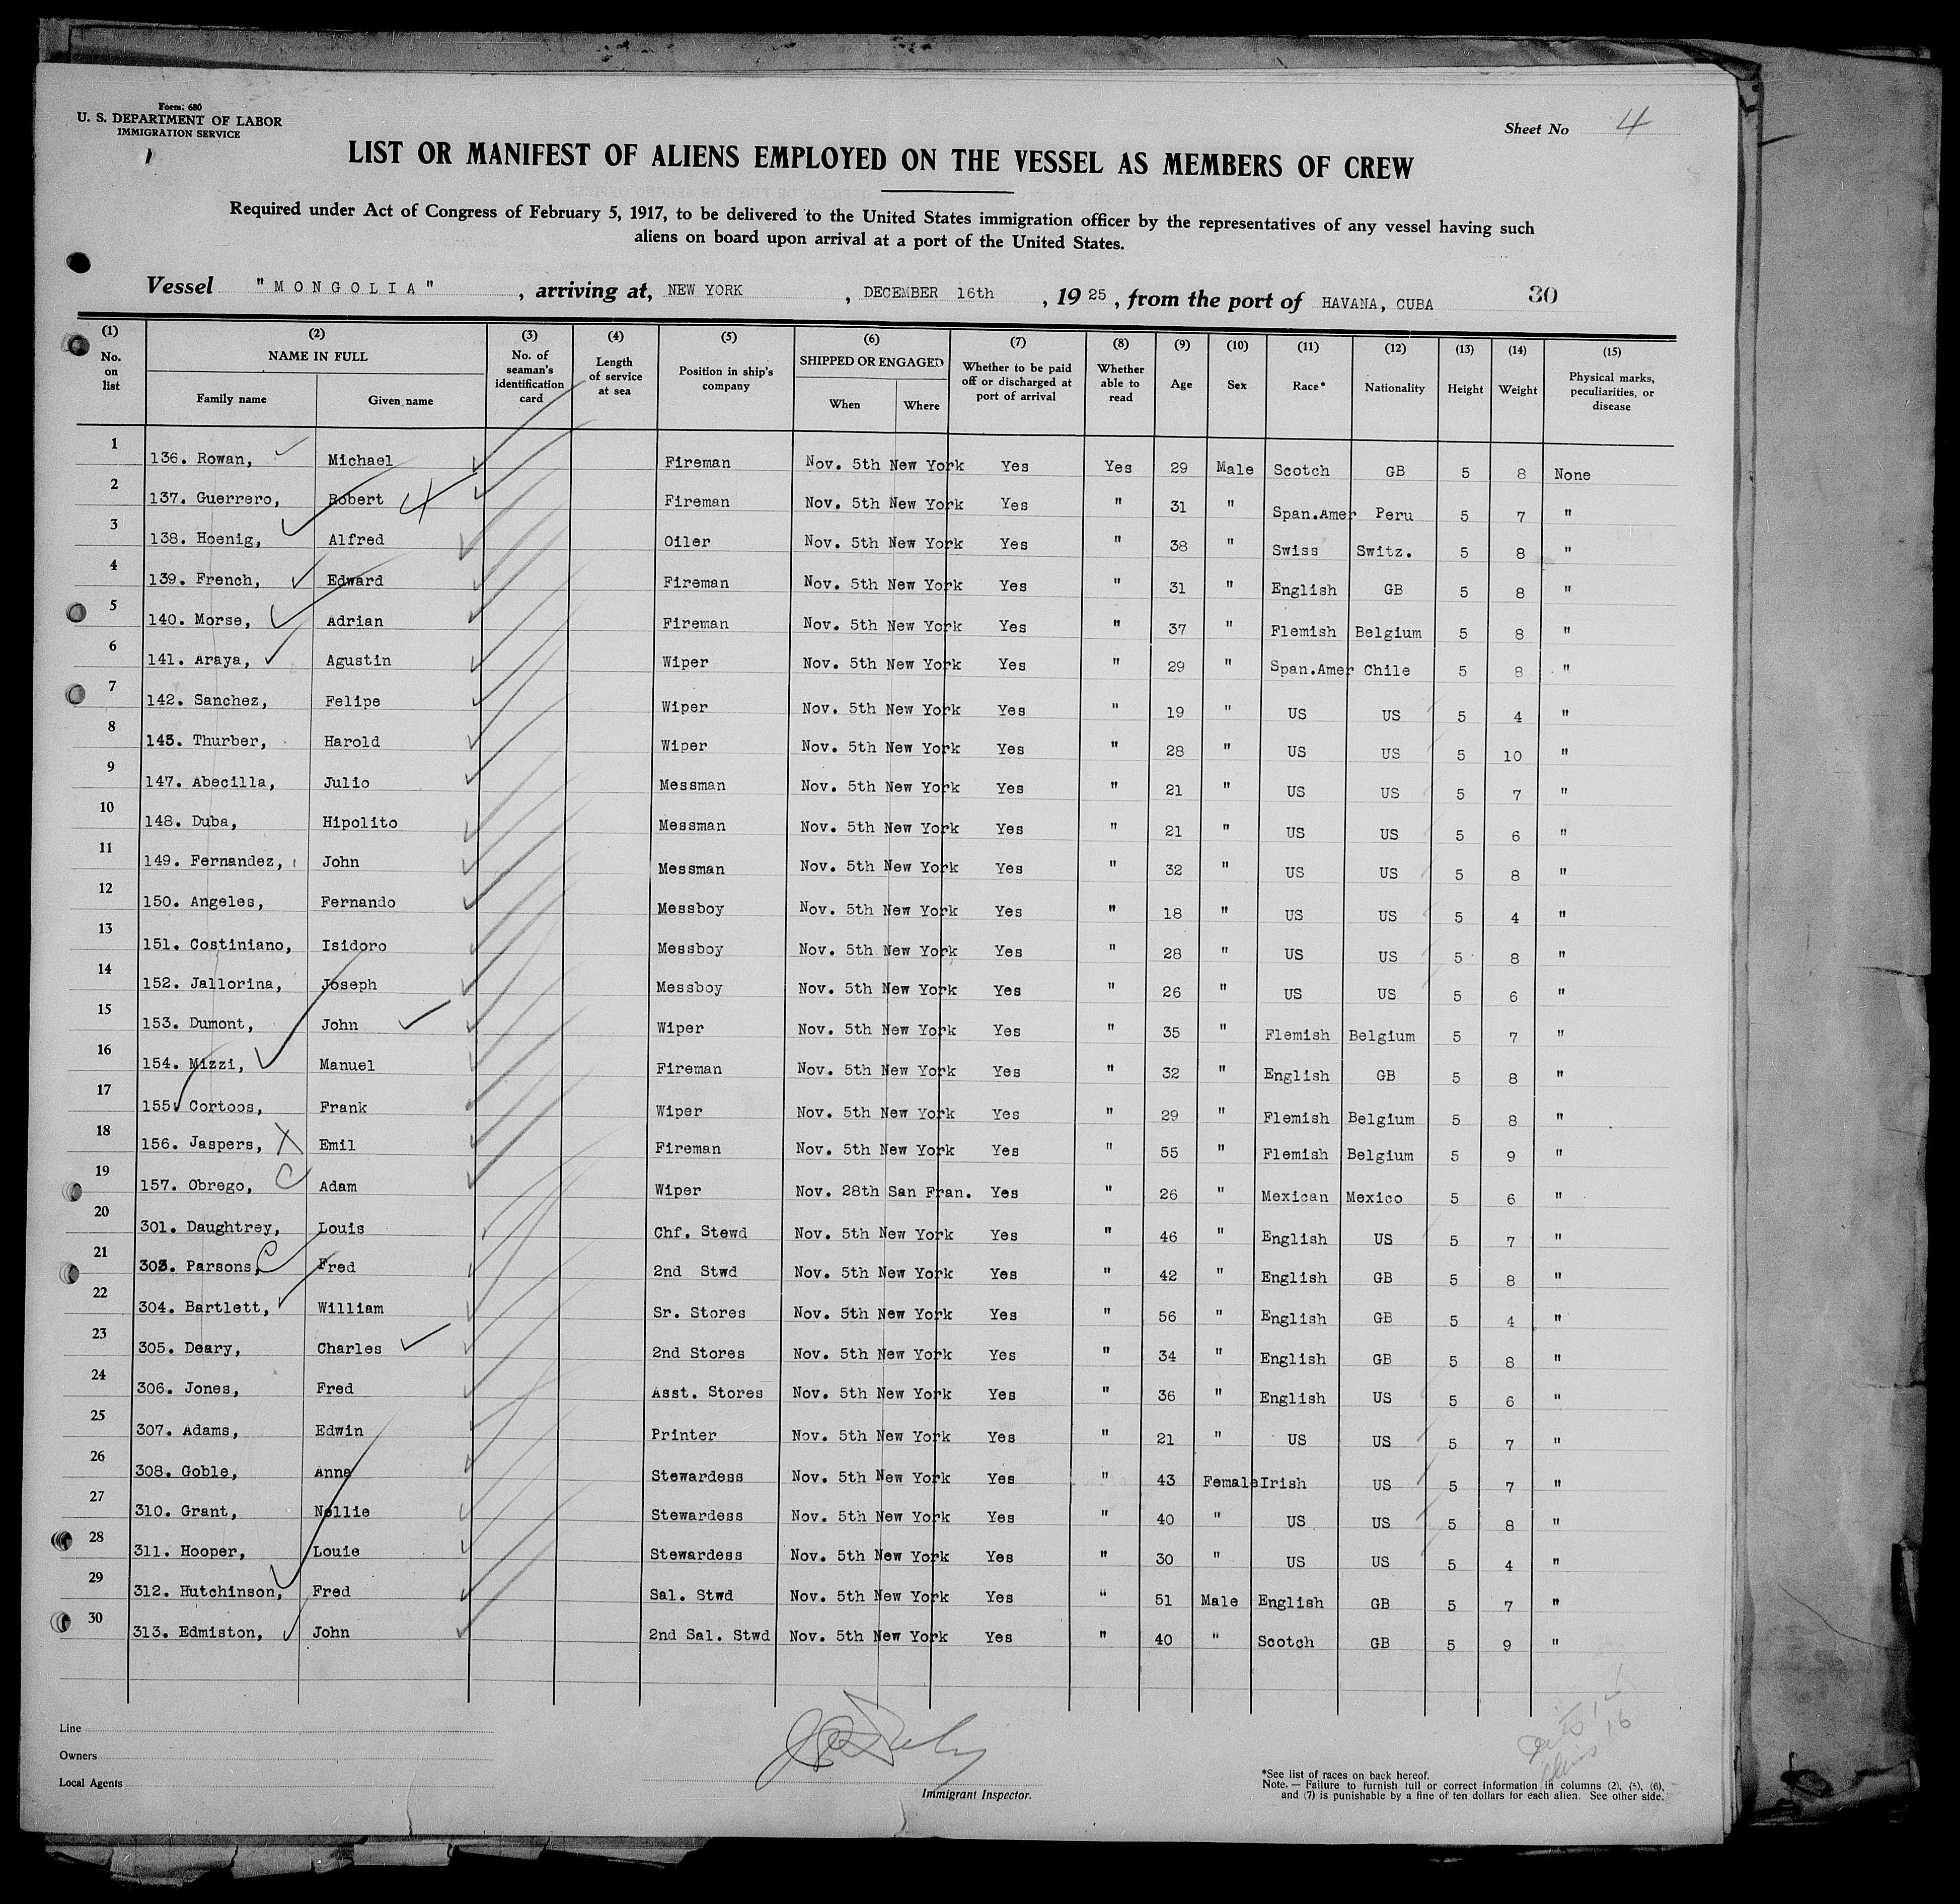 Form: 680
U. S. DEPARTMENT OF LABOR
IMMIGRATION SERVICE
Sheet No 4
LIST OR MANIFEST OF ALIENS EMPLOYED ON THE VESSEL AS MEMBERS OF CREW
Required under Act of Congress of February 5, 1917, to be delivered to the United States immigration officer by the representatives of any vessel having such
aliens on board upon arrival at a port of the United States.
Vessel "MONGOLIA", arriving at, NEW YORK, DECEMBER 16th, 1925, from the port of HAVANA, CUBA 30
(1) (2) (3) (4) (5) (6) (7) (8) (9) (10) (11) (12) (13) (14) (15)
No. on list NAME IN FULL Family name Given name No. of seaman's identification card Length of service at sea Position in ship's company SHIPPED OR ENGAGED When Where Whether to be paid off or discharged at port of arrival Whether able to read Age Sex Race* Nationality Height Weight Physical marks, peculiarities, or disease
1 136. Rowan, Michael Fireman Nov. 5th New York Yes Yes 29 Male Scotch GB 5 8 None
2 137. Guerrero, Robert 4 Fireman Nov. 5th New York Yes " 31 " Span.Amer Peru 5 7 "
3 138. Hoenig, Alfred Oiler Nov. 5th New York Yes " 38 " Swiss Switz. 5 8 "
4 139. French, Edward Fireman Nov. 5th New York Yes " 31 " English GB 5 8 "
5 140. Morse, Adrian Fireman Nov. 5th New York Yes " 37 " Flemish Belgium 5 8 "
6 141. Araya, Agustin Wiper Nov. 5th New York Yes " 29 " Span.Amer Chile 5 8 "
7 142. Sanchez, Felipe Wiper Nov. 5th New York Yes " 19 " US US 5 4 "
8 145. Thurber, Harold Wiper Nov. 5th New York Yes " 28 " US US 5 10 "
9 147. Abecilla, Julio Messman Nov. 5th New York Yes " 21 " US US 5 7 "
10 148. Duba, Hipolito Messman Nov. 5th New York Yes " 21 " US US 5 6 "
11 149. Fernandez, John Messman Nov. 5th New York Yes " 32 " US US 5 8 "
12 150. Angeles, Fernando Messboy Nov. 5th New York Yes " 18 " US US 5 4 "
13 151. Costiniano, Isidoro Messboy Nov. 5th New York Yes " 28 " US US 5 8 "
14 152. Jallorina, Joseph Messboy Nov. 5th New York Yes " 26 " US US 5 6 "
15 153. Dumont, John Wiper Nov. 5th New York Yes " 35 " Flemish Belgium 5 7 "
16 154. Mizzi, Manuel Fireman Nov. 5th New York Yes " 32 " English GB 5 8 "
17 155. Cortoos, Frank Wiper Nov. 5th New York Yes " 29 " Flemish Belgium 5 8 "
18 156. Jaspers, X Emil Fireman Nov. 5th New York Yes " 55 " Flemish Belgium 5 9 "
19 157. Obrego, C Adam Wiper Nov. 28th San Fran. Yes " 26 " Mexican Mexico 5 6 "
20 301. Daughtrey, Louis Chf. Stewd Nov. 5th New York Yes " 46 " English US 5 7 "
21 303. Parsons, C Fred 2nd Stwd Nov. 5th New York Yes " 42 " English GB 5 8 "
22 304. Bartlett, William Sr. Stores Nov. 5th New York Yes " 56 " English GB 5 4 "
23 305. Deary, Charles 2nd Stores Nov. 5th New York Yes " 34 " English GB 5 8 "
24 306. Jones, Fred Asst. Stores Nov. 5th New York Yes " 36 " English US 5 6 "
25 307. Adams, Edwin Printer Nov. 5th New York Yes " 21 " US US 5 7 "
26 308. Goble, Anna Stewardess Nov. 5th New York Yes " 43 Female Irish US 5 7 "
27 310. Grant, Nellie Stewardess Nov. 5th New York Yes " 40 " US US 5 8 "
28 311. Hooper, Louie Stewardess Nov. 5th New York Yes " 30 " US US 5 4 "
29 312. Hutchinson, Fred Sal. Stwd Nov. 5th New York Yes " 51 Male English GB 5 7 "
30 313. Edmiston, John 2nd Sal. Stwd Nov. 5th New York Yes " 40 " Scotch GB 5 9 "
Line
Owners
Local Agents
Immigrant Inspector.
*See list of races on back hereof.
Note. — Failure to furnish full or correct information in columns (2), (5), (6),
and (7) is punishable by a fine of ten dollars for each alien. See other side.